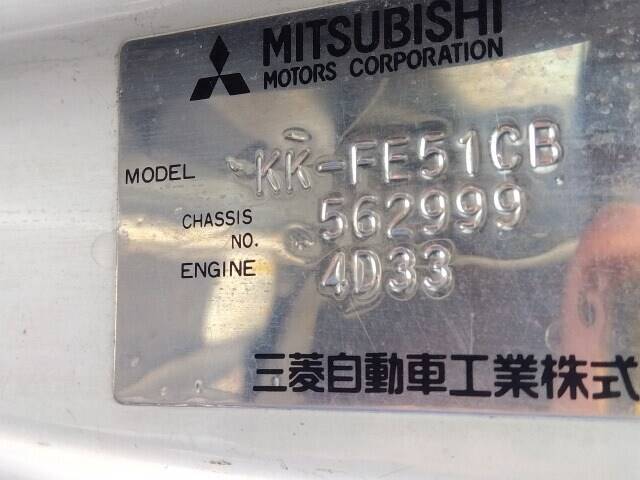 MITSUBISHI
MOTORS CORPORATION
MODEL KK-FE51CB
CHASSIS NO. 562999
ENGINE 4D33
三菱自動車工業株式